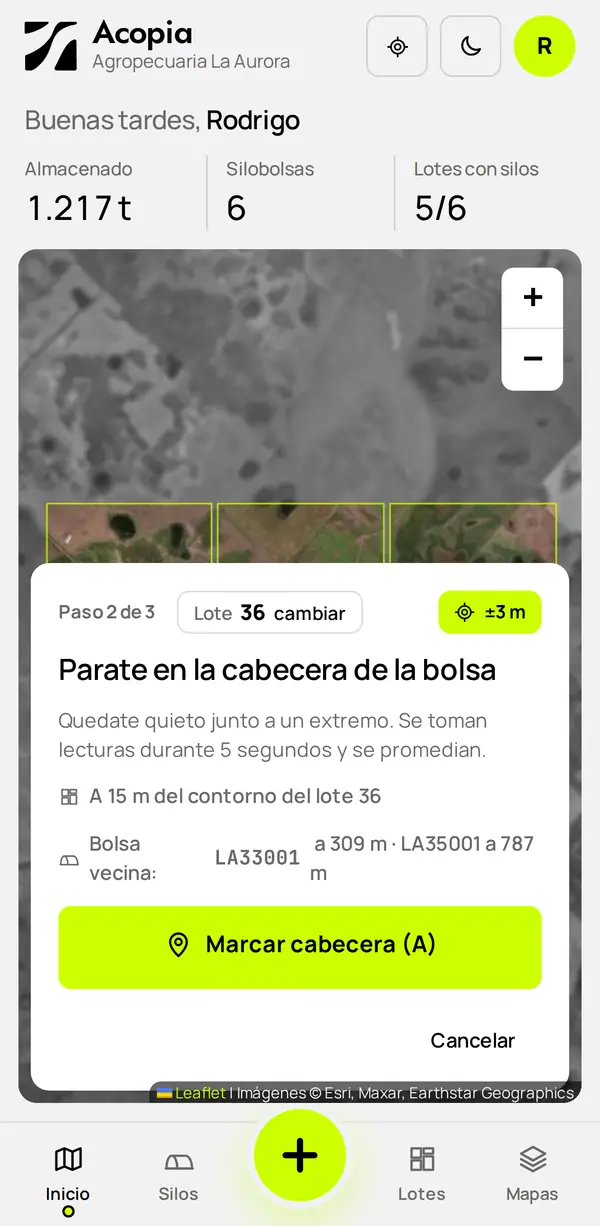 Acopia
Agropecuaria La Aurora
R
Buenas tardes, Rodrigo
Almacenado
1.217 t
Silobolsas
6
Lotes con silos
5/6
+
−
Paso 2 de 3
Lote 36 cambiar
±3 m
Parate en la cabecera de la bolsa
Quedate quieto junto a un extremo. Se toman
lecturas durante 5 segundos y se promedian.
A 15 m del contorno del lote 36
Bolsa vecina: LA33001 a 309 m · LA35001 a 787 m
Marcar cabecera (A)
Cancelar
Leaflet | Imágenes © Esri, Maxar, Earthstar Geographics
+
Inicio
Silos
Lotes
Mapas